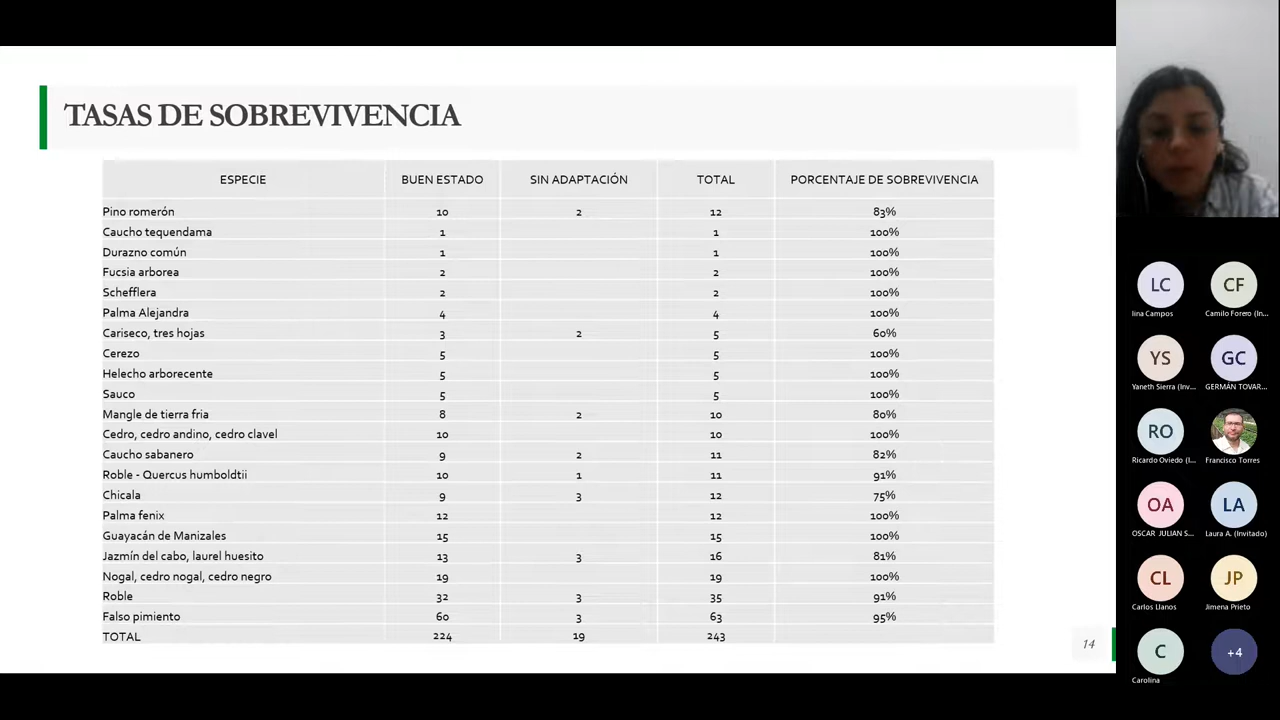 TASAS DE SOBREVIVENCIA
ESPECIE BUEN ESTADO SIN ADAPTACIÓN TOTAL PORCENTAJE DE SOBREVIVENCIA
Pino romerón 10 2 12 83%
Caucho tequendama 1 1 100%
Durazno común 1 1 100%
Fucsia arborea 2 2 100%
Schefflera 2 2 100%
Palma Alejandra 4 4 100%
Cariseco, tres hojas 3 2 5 60%
Cerezo 5 5 100%
Helecho arborecente 5 5 100%
Sauco 5 5 100%
Mangle de tierra fria 8 2 10 80%
Cedro, cedro andino, cedro clavel 10 10 100%
Caucho sabanero 9 2 11 82%
Roble - Quercus humboldtii 10 1 11 91%
Chicala 9 3 12 75%
Palma fenix 12 12 100%
Guayacán de Manizales 15 15 100%
Jazmín del cabo, laurel huesito 13 3 16 81%
Nogal, cedro nogal, cedro negro 19 19 100%
Roble 32 3 35 91%
Falso pimiento 60 3 63 95%
TOTAL 224 19 243
14
LC CF
lina Campos Camilo Forero (In...
YS GC
Yaneth Sierra (Inv... GERMÁN TOVAR...
RO
Ricardo Oviedo (I... Francisco Torres
OA LA
OSCAR JULIAN S... Laura A. (Invitado)
CL JP
Carlos Llanos Jimena Prieto
C +4
Carolina